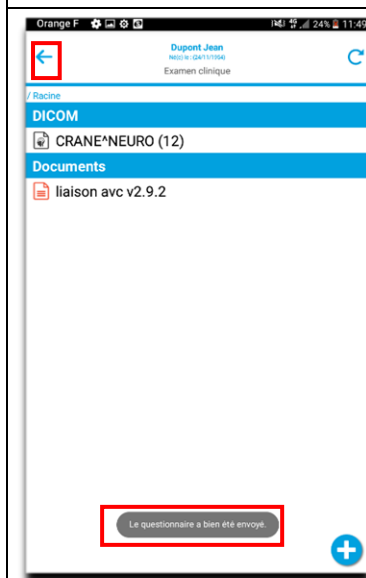 Orange F 24% 11:49
Dupont Jean
Né(e) le : (24/11/1954)
Examen clinique
/ Racine
DICOM
CRANE^NEURO (12)
Documents
liaison avc v2.9.2
Le questionnaire a bien été envoyé.